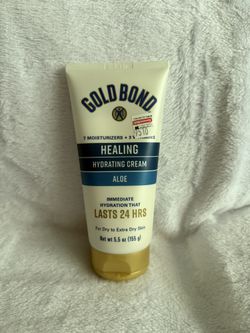 GOLD BOND
7 MOISTURIZERS + 3
HEALING
HYDRATING CREAM
ALOE
IMMEDIATE
HYDRATION THAT
LASTS 24 HRS
For Dry to Extra Dry Skin
Net wt 5.5 oz (155 g)